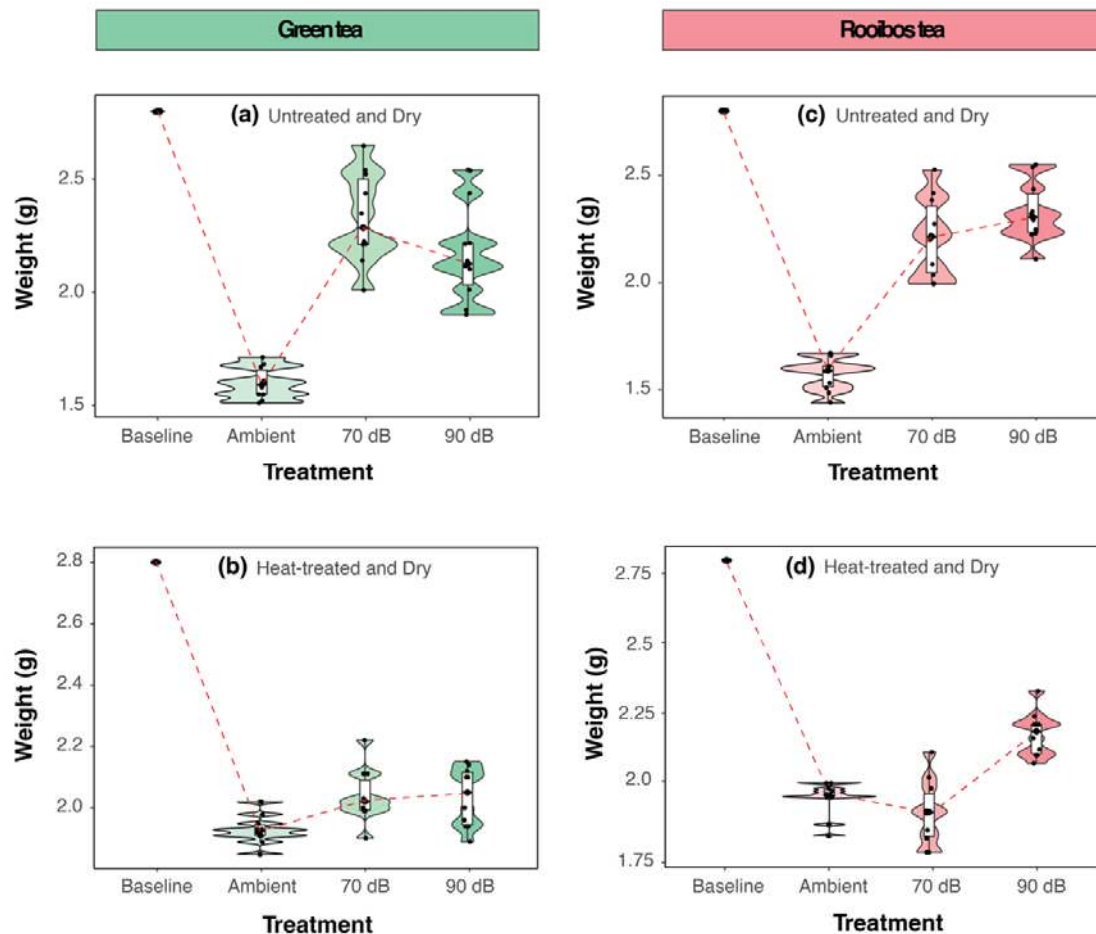 Green tea
Rooibos tea
(a) Untreated and Dry
Weight (g)
2.5
2.0
1.5
Baseline Ambient 70 dB 90 dB
Treatment
(c) Untreated and Dry
Weight (g)
2.5
2.0
1.5
Baseline Ambient 70 dB 90 dB
Treatment
(b) Heat-treated and Dry
Weight (g)
2.8
2.6
2.4
2.2
2.0
Baseline Ambient 70 dB 90 dB
Treatment
(d) Heat-treated and Dry
Weight (g)
2.75
2.5
2.25
2.0
1.75
Baseline Ambient 70 dB 90 dB
Treatment